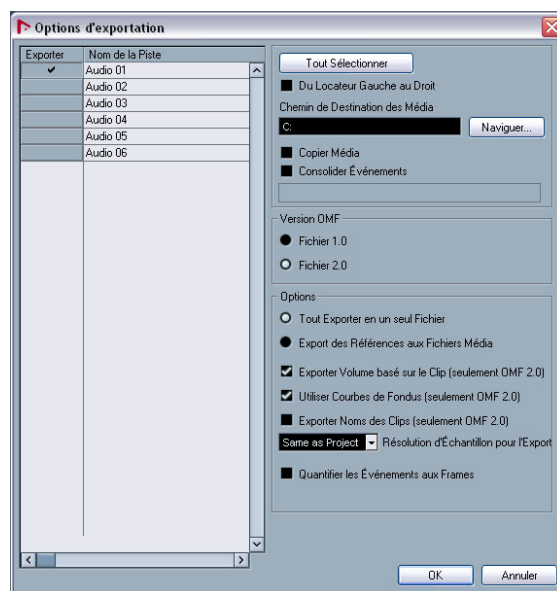 Options d'exportation
Exporter Nom de la Piste
Audio 01
Audio 02
Audio 03
Audio 04
Audio 05
Audio 06
Tout Sélectionner
Du Locateur Gauche au Droit
Chemin de Destination des Média
C: Naviguer...
Copier Média
Consolider Événements
Version OMF
Fichier 1.0
Fichier 2.0
Options
Tout Exporter en un seul Fichier
Export des Références aux Fichiers Média
Exporter Volume basé sur le Clip (seulement OMF 2.0)
Utiliser Courbes de Fondus (seulement OMF 2.0)
Exporter Noms des Clips (seulement OMF 2.0)
Same as Project Résolution d'Échantillon pour l'Export
Quantifier les Événements aux Frames
OK Annuler